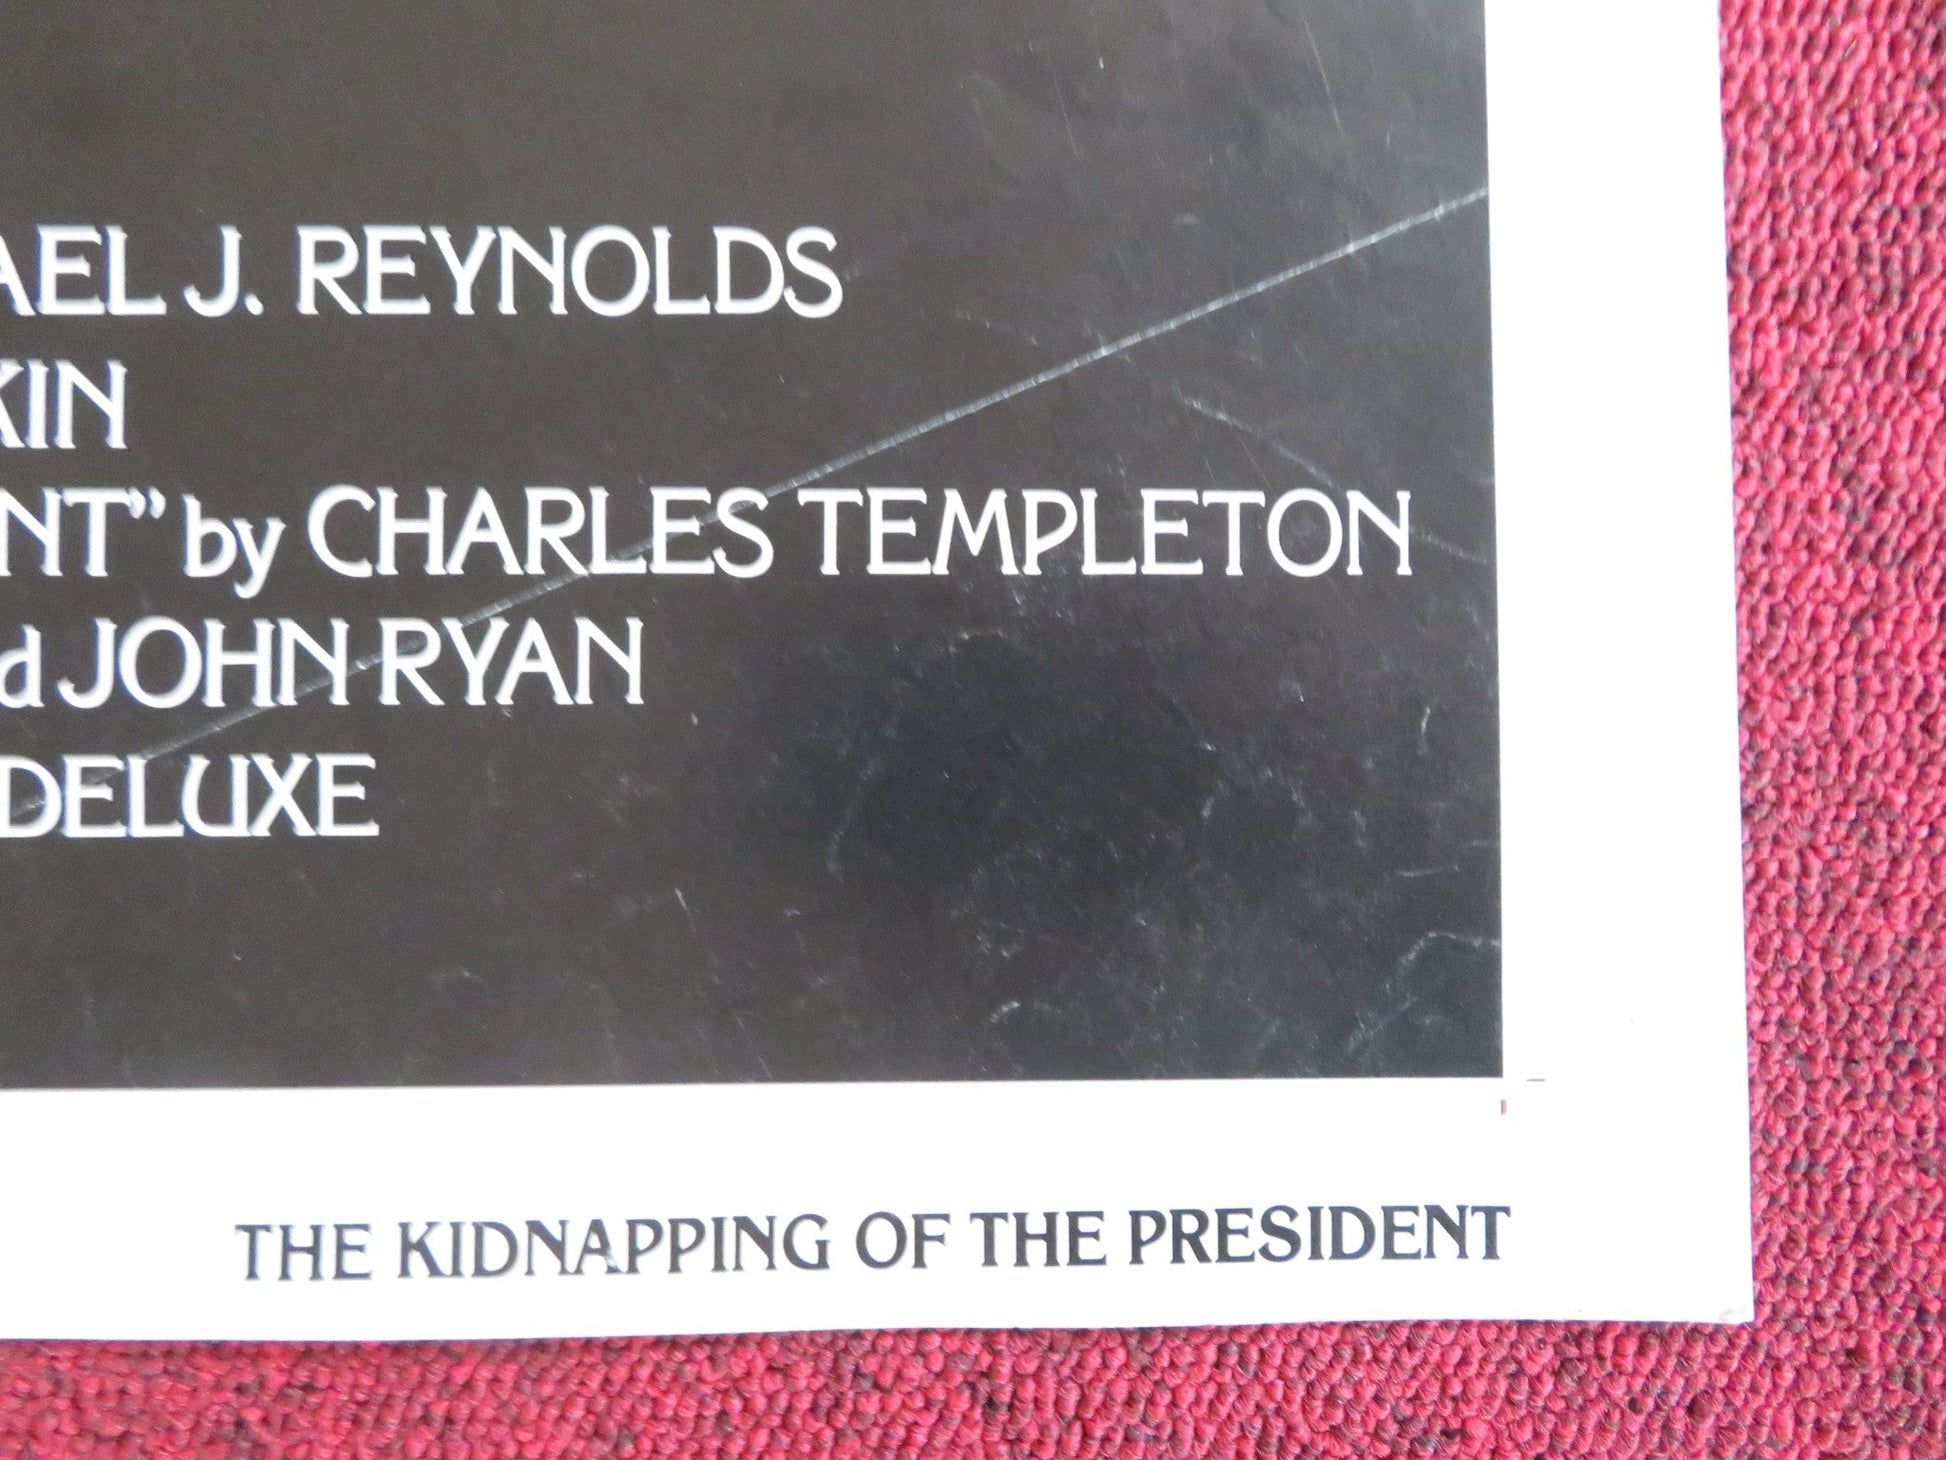 AEL J. REYNOLDS
KIN
NT" by CHARLES TEMPLETON
d JOHN RYAN
DELUXE
THE KIDNAPPING OF THE PRESIDENT